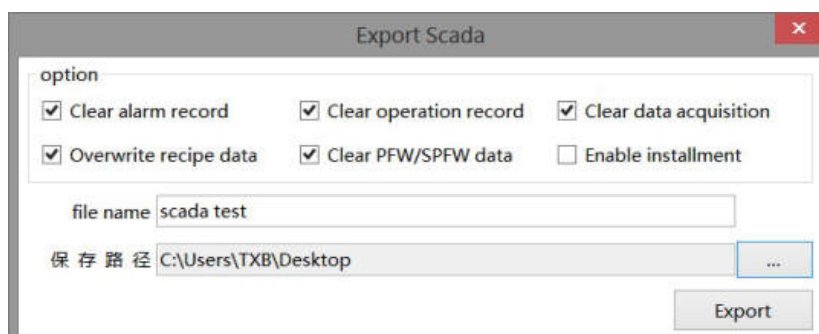 Export Scada
option
Clear alarm record Clear operation record Clear data acquisition
Overwrite recipe data Clear PFW/SPFW data Enable installment
file name scada test
保存路径 C:\Users\TXB\Desktop ...
Export